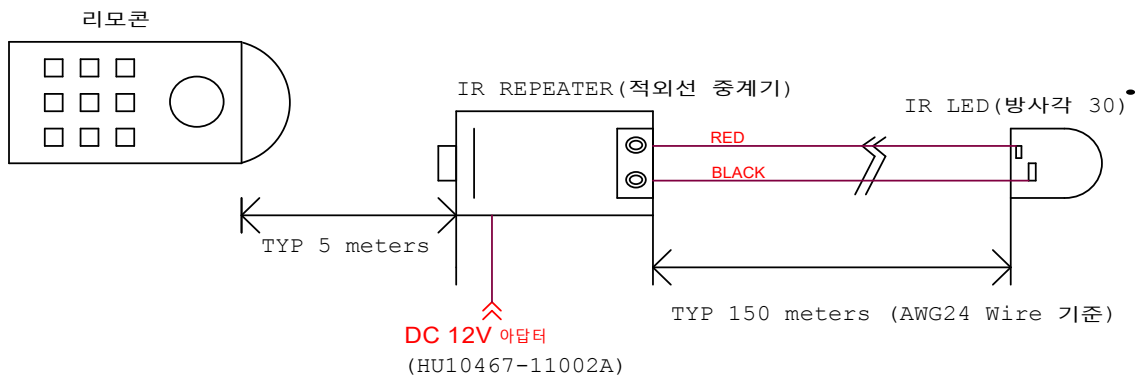 리모콘
IR REPEATER(적외선 중계기)
IR LED(방사각 30)•
RED
BLACK
TYP 5 meters
TYP 150 meters (AWG24 Wire 기준)
DC 12V 아답터
(HU10467-11002A)